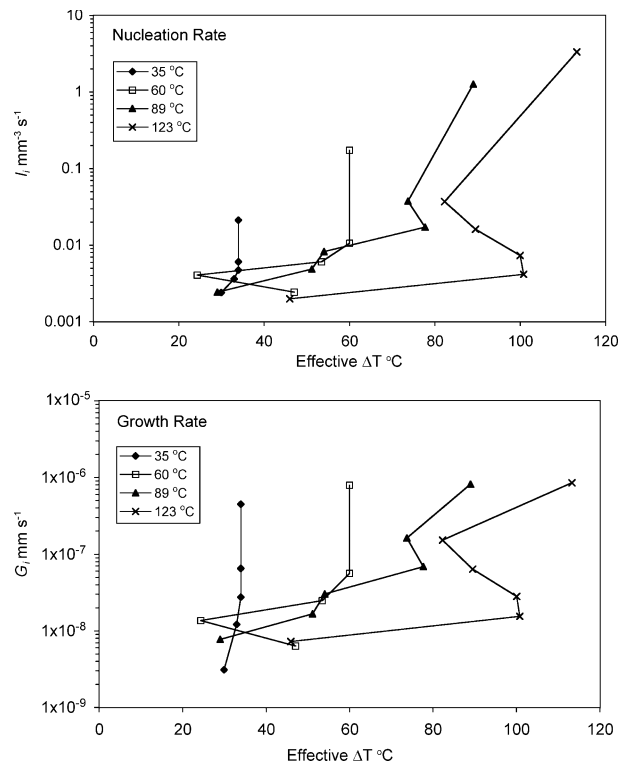 Nucleation Rate
35 °C
60 °C
89 °C
123 °C
10
1
0.1
0.01
0.001
Iᵢ mm⁻³ s⁻¹
0 20 40 60 80 100 120
Effective ΔT °C
Growth Rate
35 °C
60 °C
89 °C
123 °C
1x10⁻⁵
1x10⁻⁶
1x10⁻⁷
1x10⁻⁸
1x10⁻⁹
Gᵢ mm s⁻¹
0 20 40 60 80 100 120
Effective ΔT °C